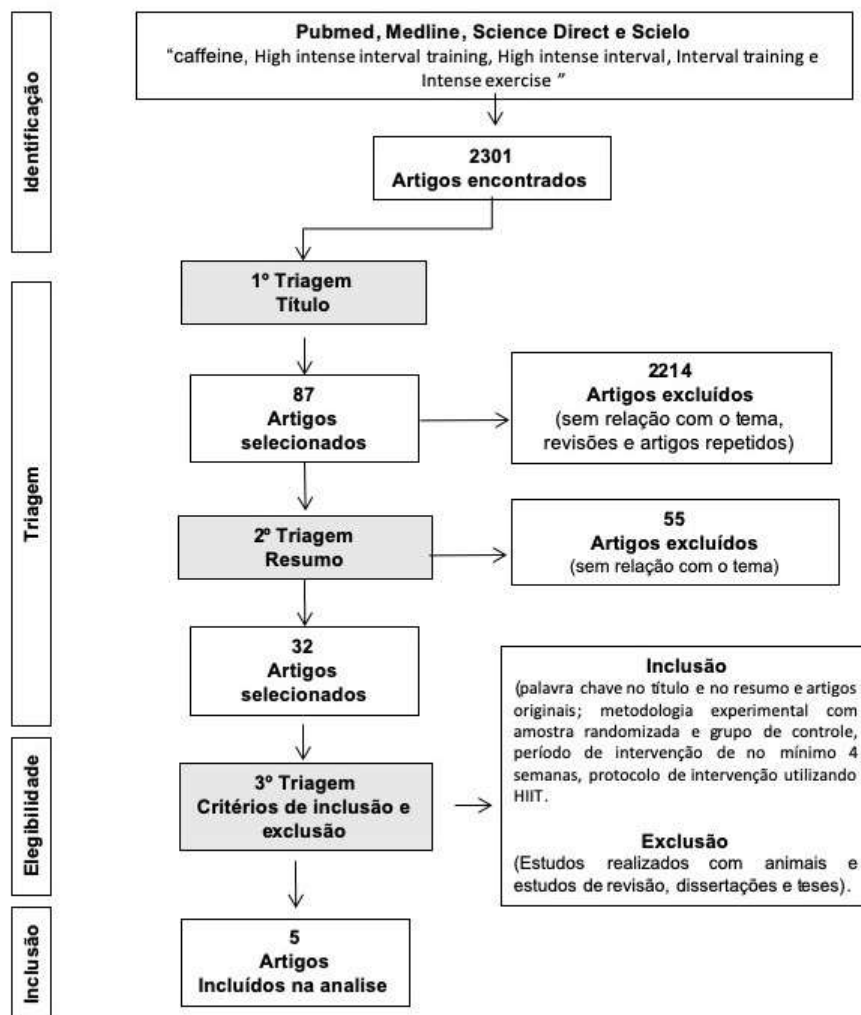 Identificação
Pubmed, Medline, Science Direct e Scielo
“caffeine, High intense interval training, High intense interval, Interval training e
Intense exercise ”
2301
Artigos encontrados
Triagem
1º Triagem
Título
87
Artigos
selecionados
2214
Artigos excluídos
(sem relação com o tema,
revisões e artigos repetidos)
2º Triagem
Resumo
55
Artigos excluídos
(sem relação com o tema)
32
Artigos
selecionados
Elegibilidade
3º Triagem
Critérios de inclusão e
exclusão
Inclusão
(palavra chave no título e no resumo e artigos
originais; metodologia experimental com
amostra randomizada e grupo de controle,
período de intervenção de no mínimo 4
semanas, protocolo de intervenção utilizando
HIIT.
Exclusão
(Estudos realizados com animais e
estudos de revisão, dissertações e teses).
Inclusão
5
Artigos
Incluídos na analise